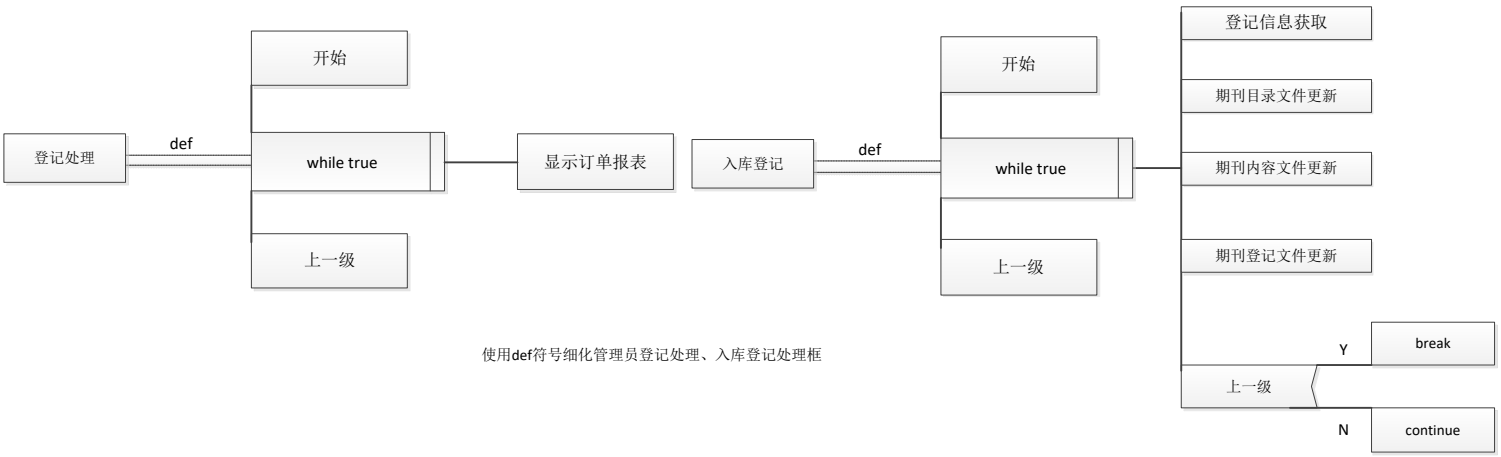 开始
登记处理
def
while true
显示订单报表
上一级
开始
入库登记
def
while true
上一级
登记信息获取
期刊目录文件更新
期刊内容文件更新
期刊登记文件更新
上一级
Y
break
N
continue
使用def符号细化管理员登记处理、入库登记处理框